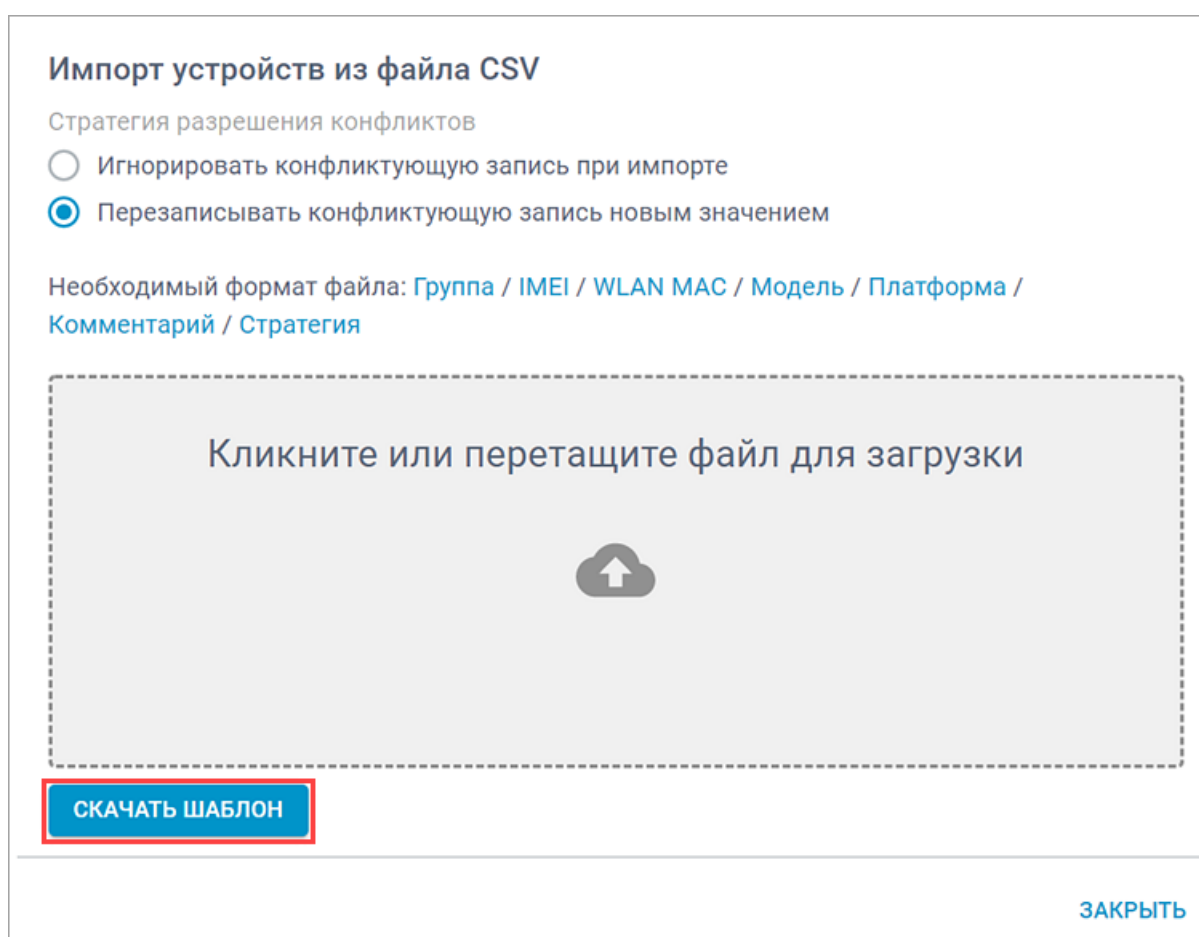 Импорт устройств из файла CSV
Стратегия разрешения конфликтов
Игнорировать конфликтующую запись при импорте
Перезаписывать конфликтующую запись новым значением
Необходимый формат файла: Группа / IMEI / WLAN MAC / Модель / Платформа /
Комментарий / Стратегия
Кликните или перетащите файл для загрузки
СКАЧАТЬ ШАБЛОН
ЗАКРЫТЬ